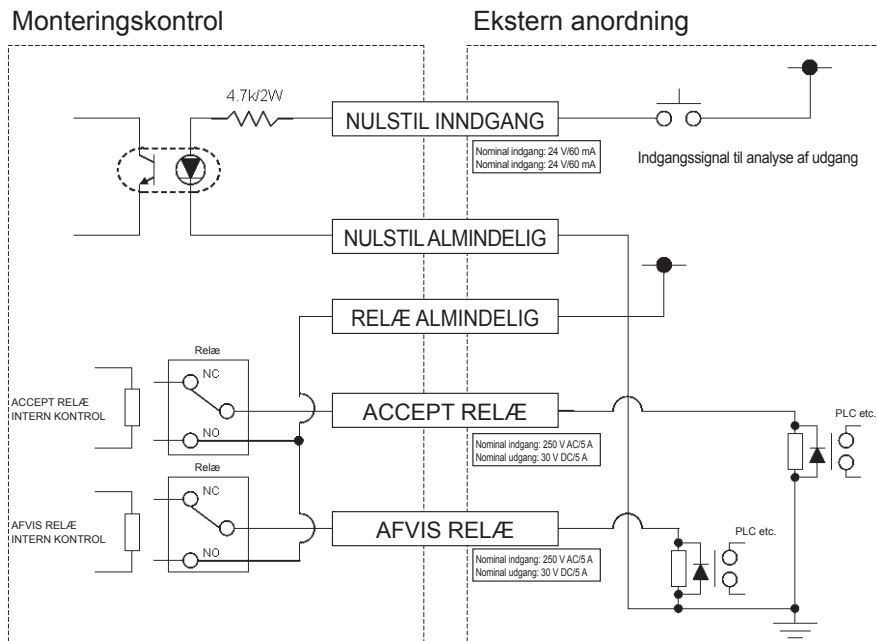 Monteringskontrol
Ekstern anordning
4.7k/2W
NULSTIL INNDGANG
Nominal indgang: 24 V/60 mA
Nominal indgang: 24 V/60 mA
Indgangssignal til analyse af udgang
NULSTIL ALMINDELIG
RELÆ ALMINDELIG
Relæ
NC
ACCEPT RELÆ
INTERN KONTROL
NO
ACCEPT RELÆ
Nominal indgang: 250 V AC/5 A
Nominal udgang: 30 V DC/5 A
PLC etc.
Relæ
NC
AFVIS RELÆ
INTERN KONTROL
NO
AFVIS RELÆ
Nominal indgang: 250 V AC/5 A
Nominal udgang: 30 V DC/5 A
PLC etc.